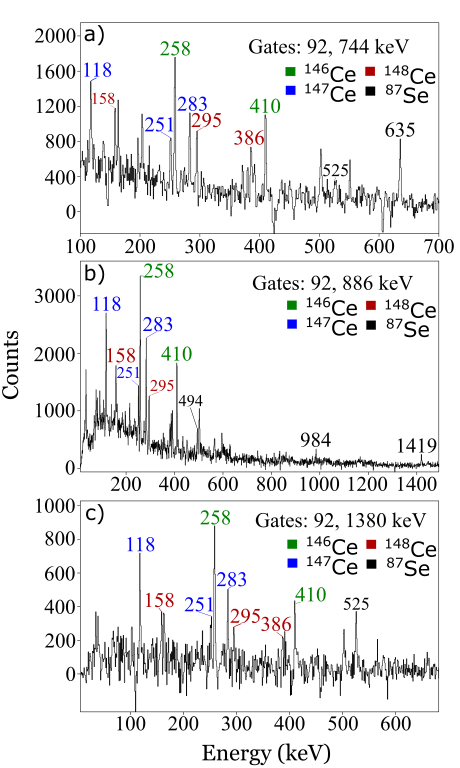 a)
Gates: 92, 744 keV
146Ce 148Ce
147Ce 87Se
2000
1600
1200
800
400
0
118
158
251
258
283
295
386
410
525
635
100 200 300 400 500 600 700
b)
Gates: 92, 886 keV
146Ce 148Ce
147Ce 87Se
3000
2000
1000
0
118
158
251
258
283
295
410
494
984
1419
200 400 600 800 1000 1200 1400
Counts
c)
Gates: 92, 1380 keV
146Ce 148Ce
147Ce 87Se
1000
800
600
400
200
0
118
158
251
258
283
295
386
410
525
100 200 300 400 500 600
Energy (keV)